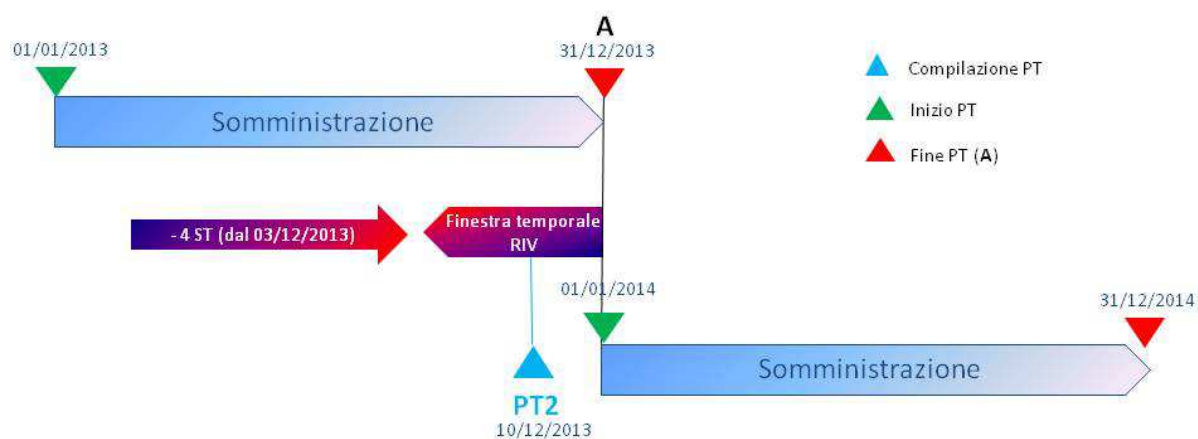 A
01/01/2013
31/12/2013
Somministrazione
Compilazione PT
Inizio PT
Fine PT (A)
- 4 ST (dal 03/12/2013)
Finestra temporale
RIV
01/01/2014
31/12/2014
Somministrazione
PT2
10/12/2013